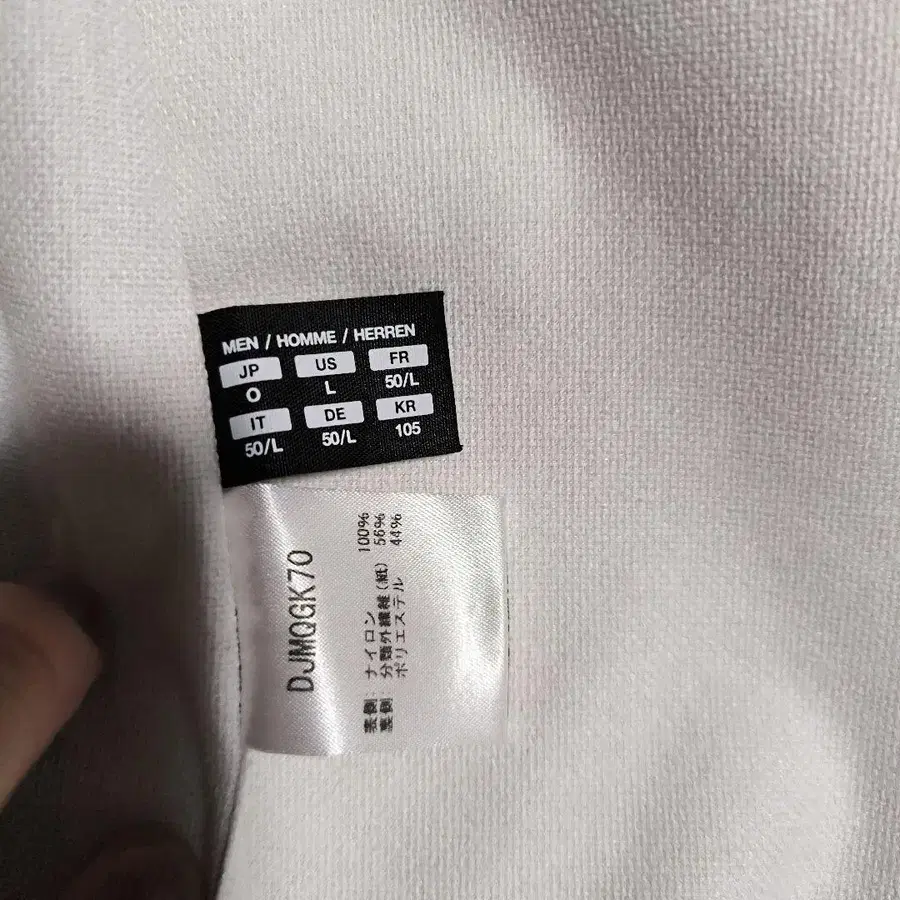 MEN / HOMME / HERREN
JP US FR
O L 50/L
IT DE KR
50/L 50/L 105
DJMQGK70
表側: ナイロン 100%
裏側: 分類外繊維(紙) 56%
ポリエステル 44%